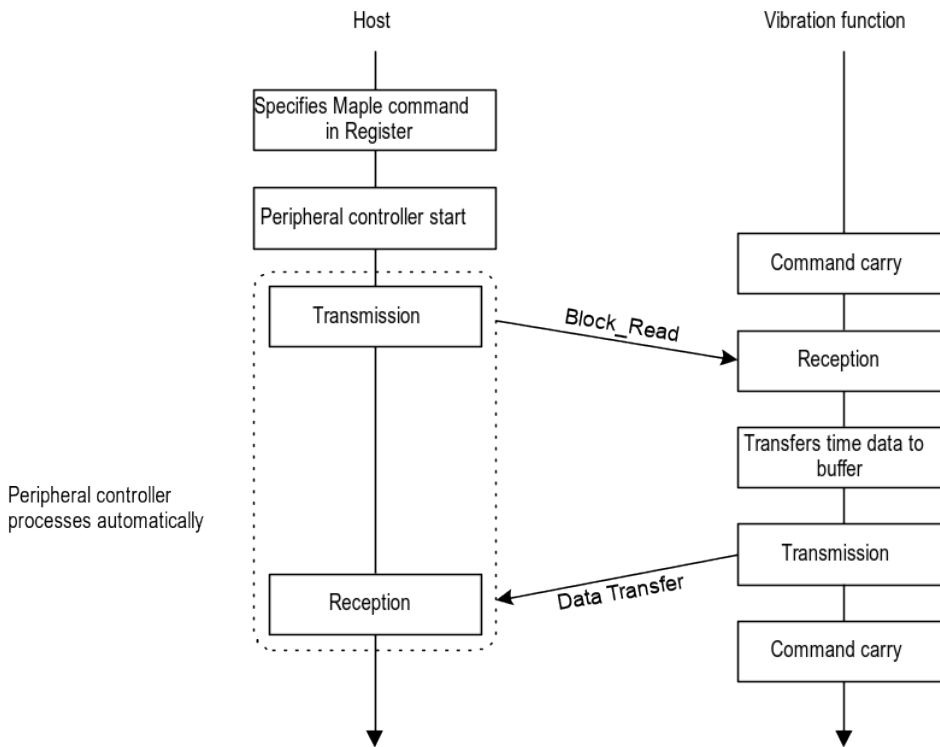 Host
Vibration function
Specifies Maple command
in Register
Peripheral controller start
Command carry
Transmission
Block_Read
Reception
Transfers time data to
buffer
Peripheral controller
processes automatically
Transmission
Data Transfer
Reception
Command carry